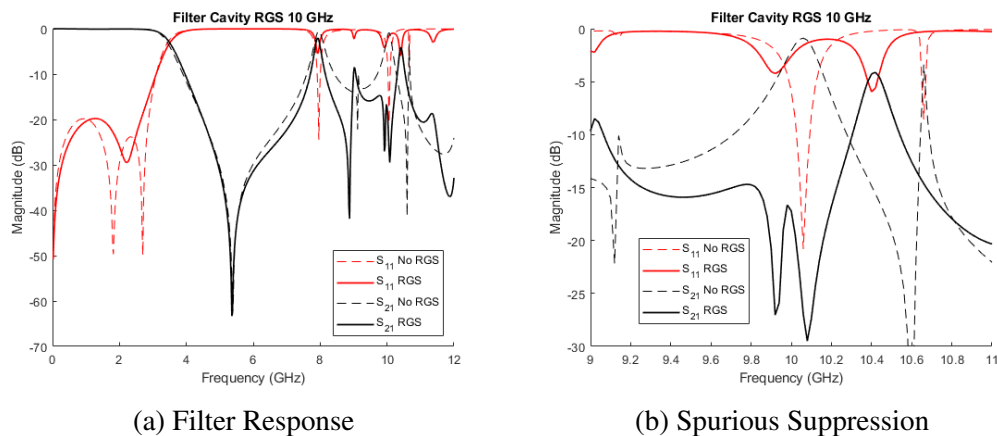 Filter Cavity RGS 10 GHz
0
-10
-20
-30
-40
-50
-60
-70
Magnitude (dB)
0 2 4 6 8 10 12
Frequency (GHz)
S11 No RGS
S11 RGS
S21 No RGS
S21 RGS
(a) Filter Response
Filter Cavity RGS 10 GHz
0
-5
-10
-15
-20
-25
-30
Magnitude (dB)
9 9.2 9.4 9.6 9.8 10 10.2 10.4 10.6 10.8 11
Frequency (GHz)
S11 No RGS
S11 RGS
S21 No RGS
S21 RGS
(b) Spurious Suppression